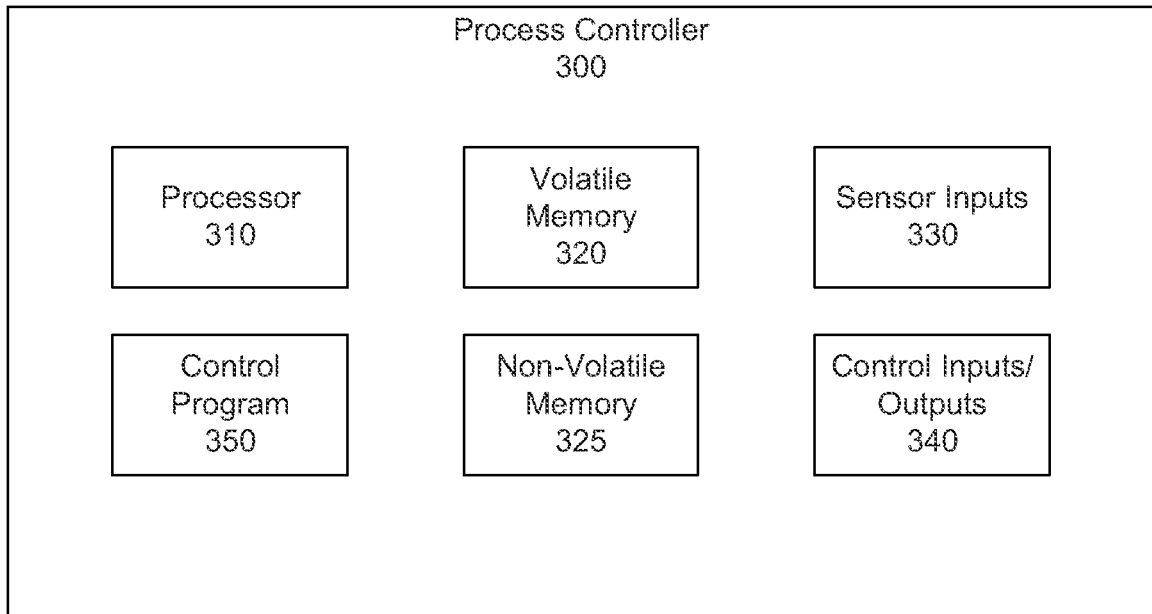 Process Controller
300
Processor
310
Volatile
Memory
320
Sensor Inputs
330
Control
Program
350
Non-Volatile
Memory
325
Control Inputs/
Outputs
340